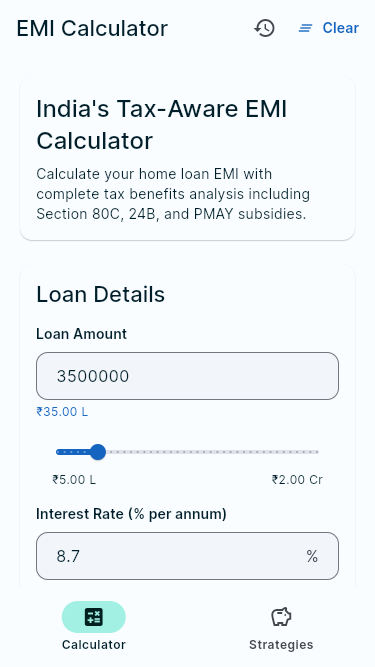 EMI Calculator
Clear
India's Tax-Aware EMI
Calculator
Calculate your home loan EMI with
complete tax benefits analysis including
Section 80C, 24B, and PMAY subsidies.
Loan Details
Loan Amount
3500000
₹35.00 L
₹5.00 L
₹2.00 Cr
Interest Rate (% per annum)
8.7
%
Calculator
Strategies